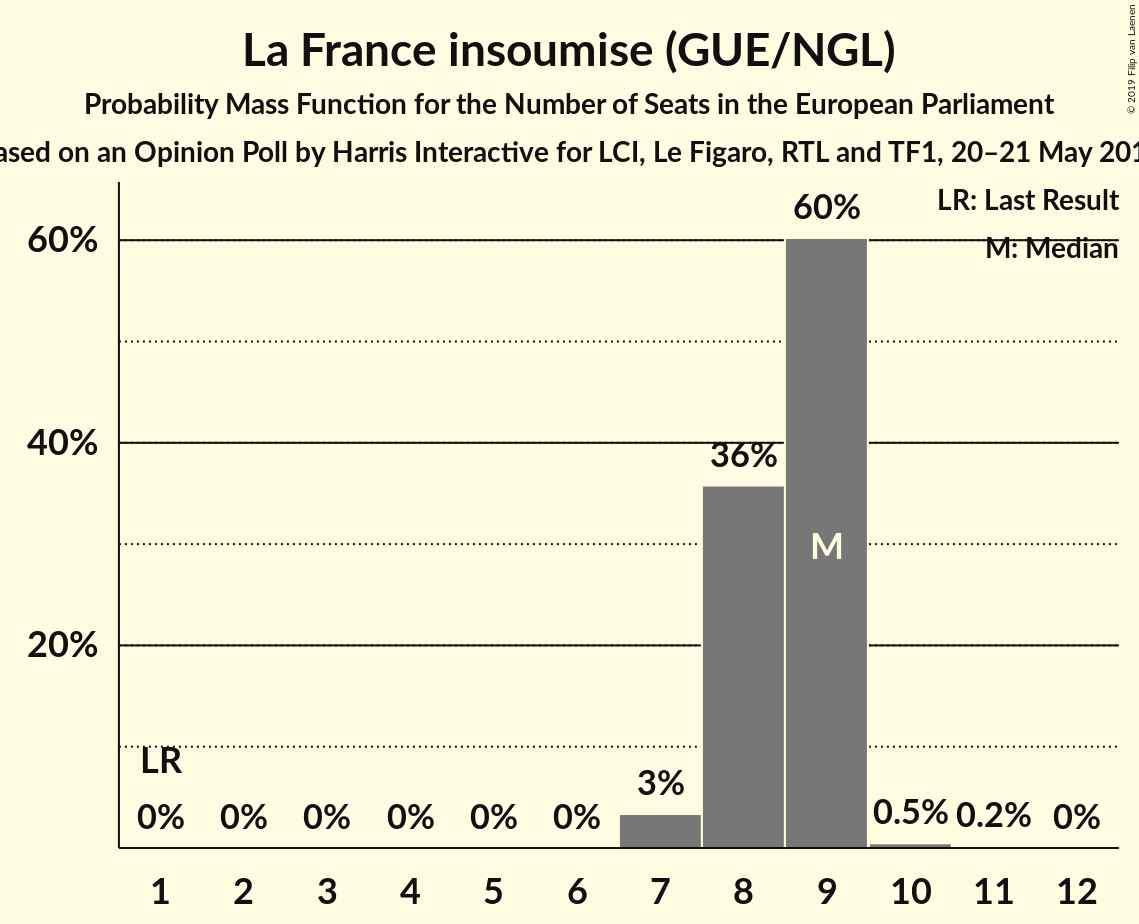 La France insoumise (GUE/NGL)
Probability Mass Function for the Number of Seats in the European Parliament
on an Opinion Poll by Harris Interactive for LCI, Le Figaro, RTL and TF1, 20–21 May
© 2019 Filip van Laenen
LR: Last Result
M: Median
60%
40%
20%
LR
0% 0% 0% 0% 0% 0% 3% 36% 60% 0.5% 0.2% 0%
M
1 2 3 4 5 6 7 8 9 10 11 12